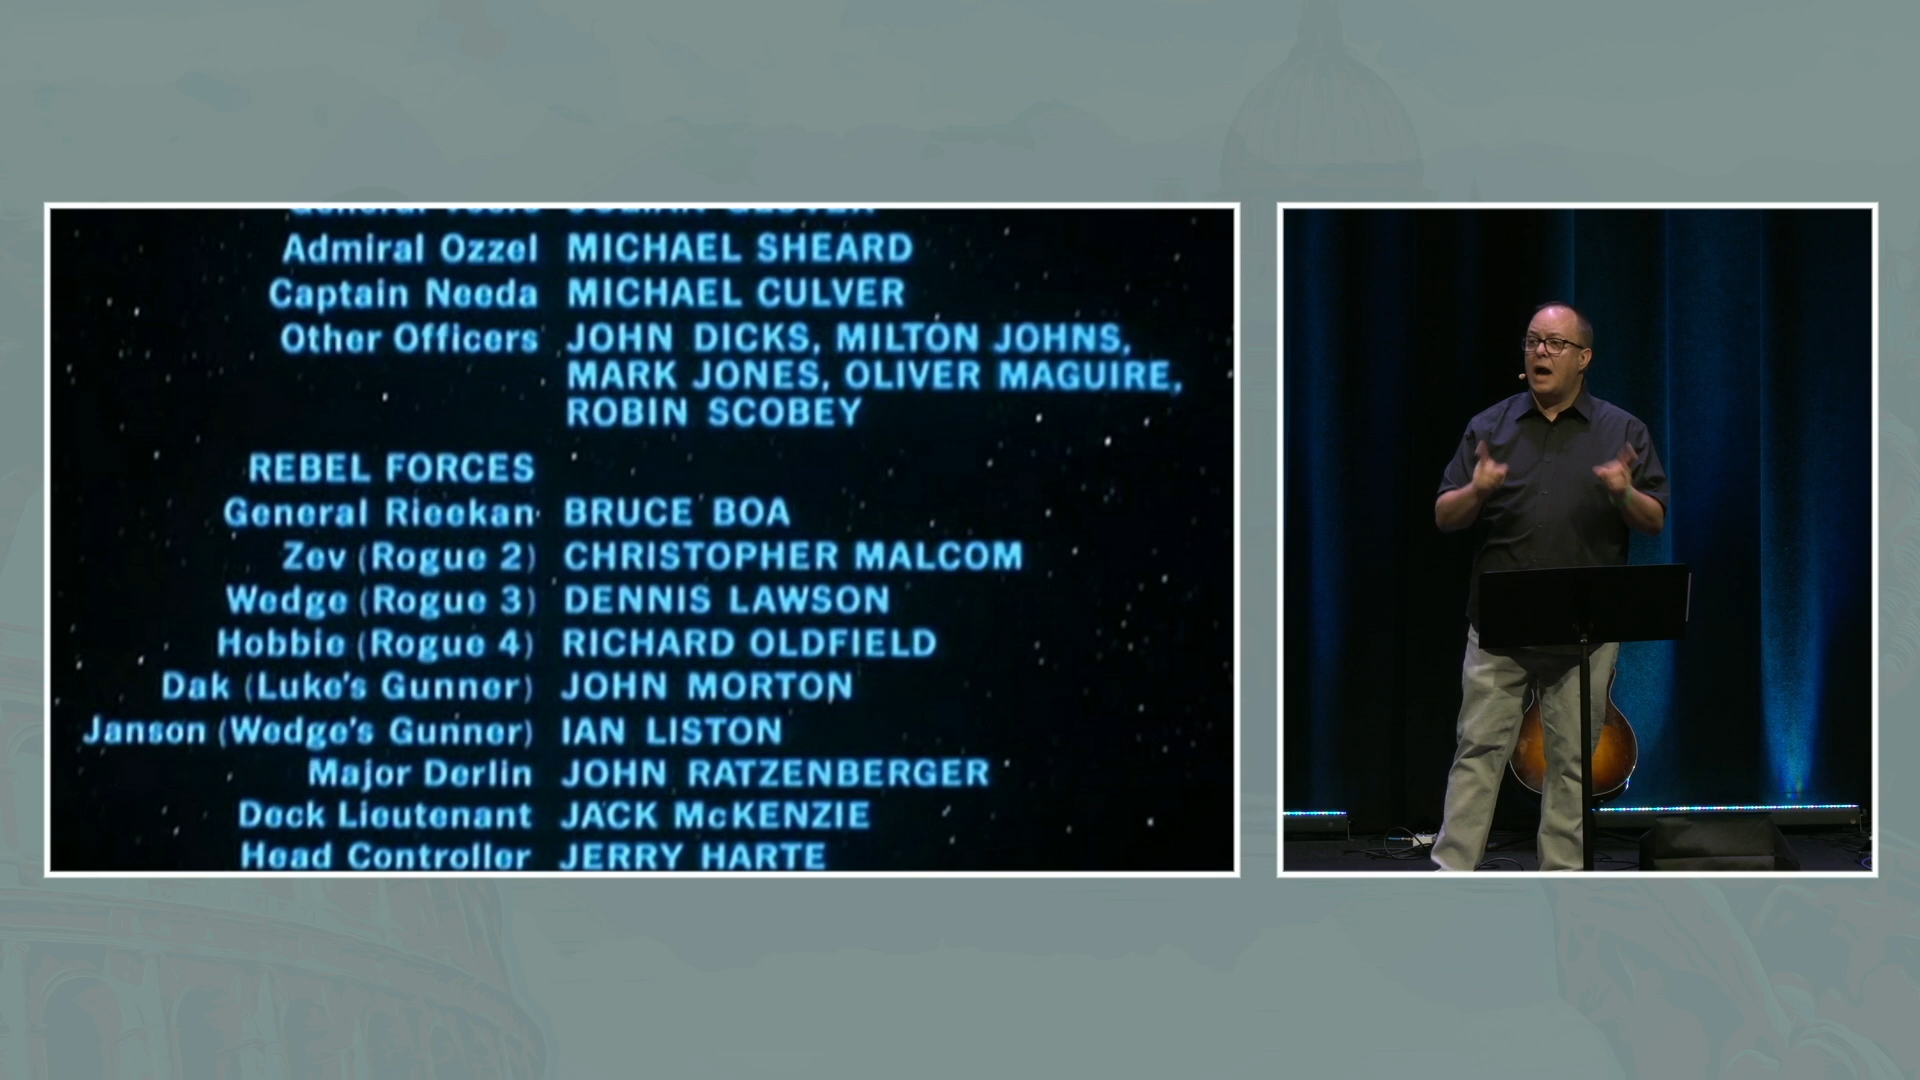 Admiral Ozzel MICHAEL SHEARD
Captain Needa MICHAEL CULVER
Other Officers JOHN DICKS, MILTON JOHNS,
MARK JONES, OLIVER MAGUIRE,
ROBIN SCOBEY
REBEL FORCES
General Rieekan BRUCE BOA
Zev (Rogue 2) CHRISTOPHER MALCOM
Wedge (Rogue 3) DENNIS LAWSON
Hobbie (Rogue 4) RICHARD OLDFIELD
Dak (Luke's Gunner) JOHN MORTON
Janson (Wedge's Gunner) IAN LISTON
Major Derlin JOHN RATZENBERGER
Deck Lieutenant JACK McKENZIE
Head Controller JERRY HARTE